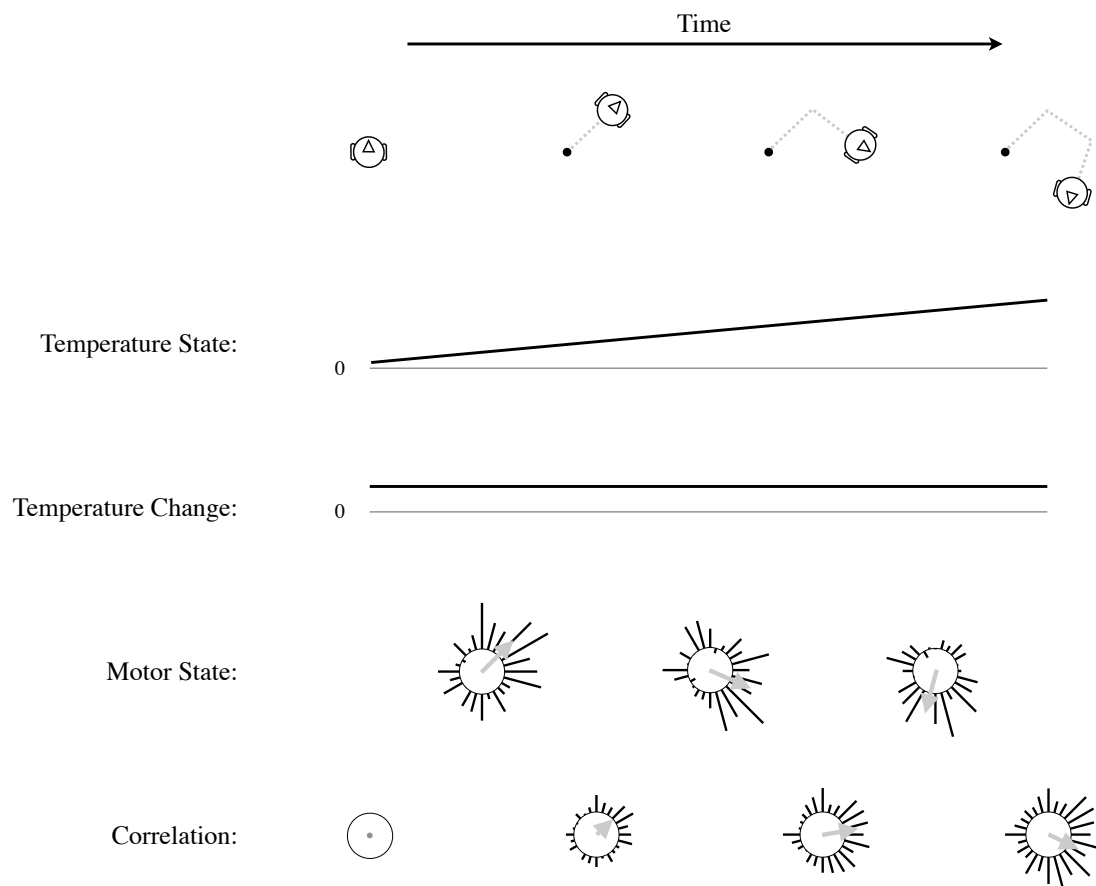 Time
Temperature State:
0
Temperature Change:
0
Motor State:
Correlation: